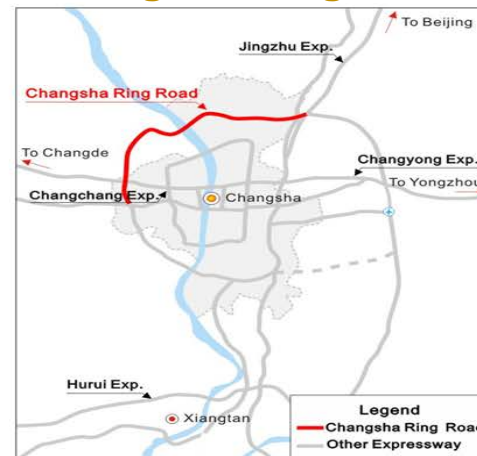 To Beijing
Jingzhu Exp.
Changsha Ring Road
To Changde
Changyong Exp.
To Yongzhou
Changchang Exp.
Changsha
Hurui Exp.
Xiangtan
Legend
Changsha Ring Road
Other Expressway